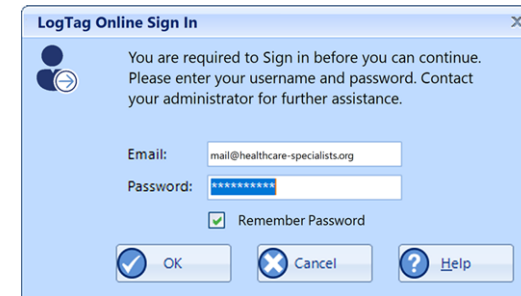 LogTag Online Sign In
You are required to Sign in before you can continue.
Please enter your username and password. Contact
your administrator for further assistance.
Email: mail@healthcare-specialists.org
Password: **********
Remember Password
OK Cancel Help